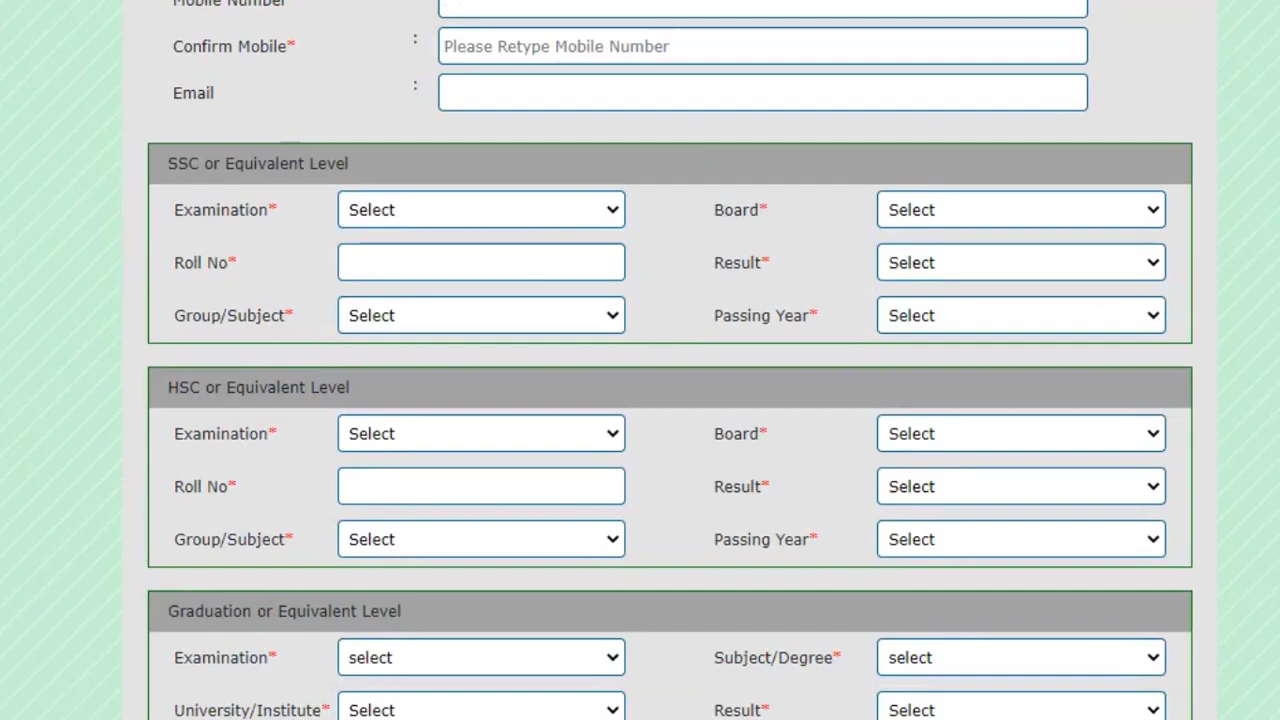 Mobile Number
Confirm Mobile* : Please Retype Mobile Number
Email :
SSC or Equivalent Level
Examination* Select Board* Select
Roll No* Result* Select
Group/Subject* Select Passing Year* Select
HSC or Equivalent Level
Examination* Select Board* Select
Roll No* Result* Select
Group/Subject* Select Passing Year* Select
Graduation or Equivalent Level
Examination* select Subject/Degree* select
University/Institute* Select Result* Select